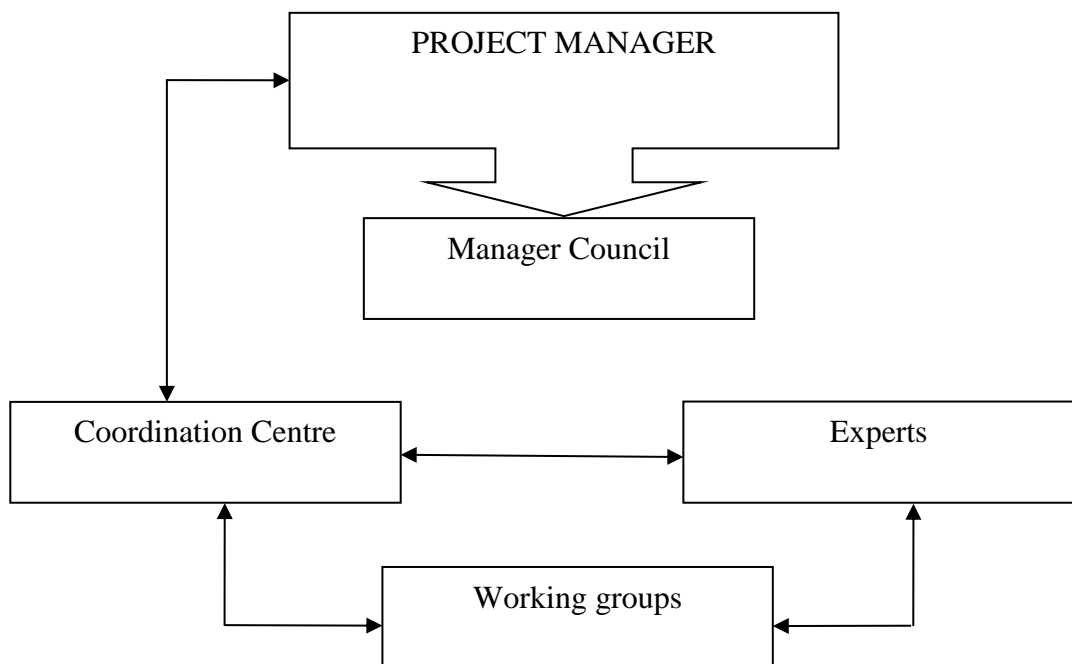 PROJECT MANAGER
Manager Council
Coordination Centre
Experts
Working groups